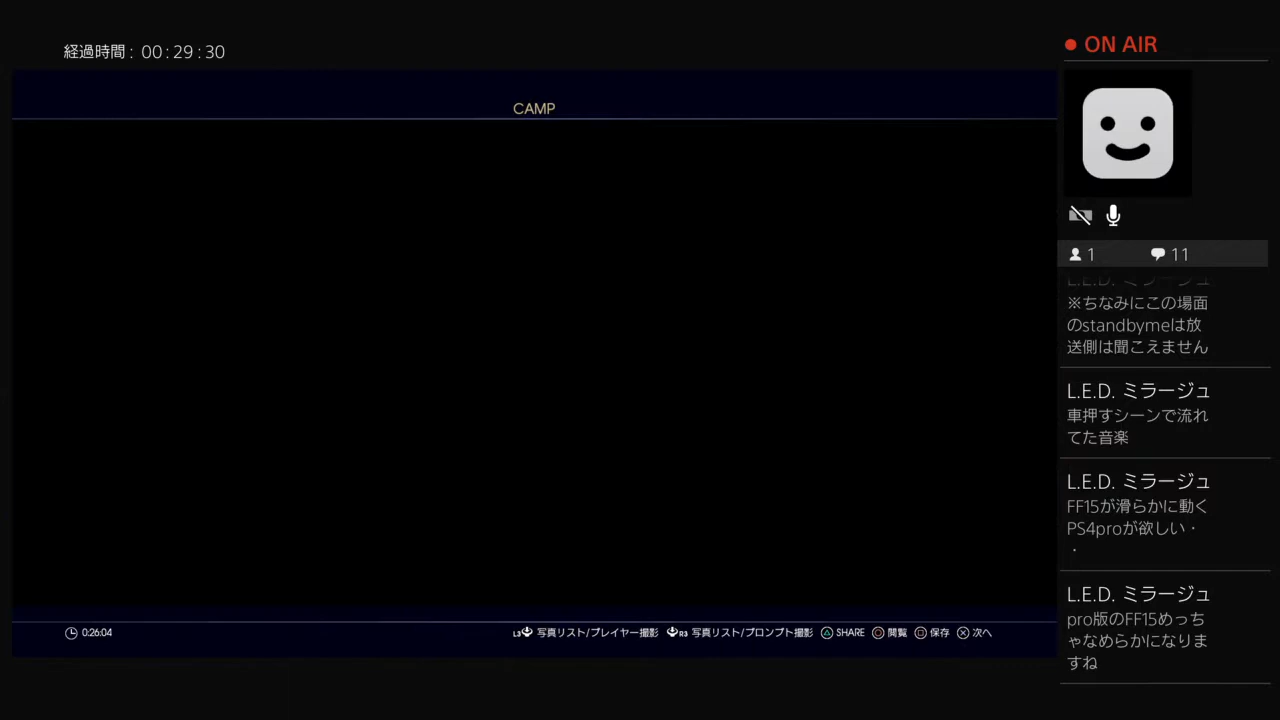 経過時間 : 00:29:30
ON AIR
CAMP
1
11
L.E.D. ミラージュ
※ちなみにこの場面
のstandbymeは放
送側は聞こえません
L.E.D. ミラージュ
車押すシーンで流れ
てた音楽
L.E.D. ミラージュ
FF15が滑らかに動く
PS4proが欲しい・
・
L.E.D. ミラージュ
pro版のFF15めっち
ゃなめらかになりま
すね
0:26:04
L3 写真リスト/プレイヤー撮影 R3 写真リスト/プロンプト撮影 SHARE 閲覧 保存 次へ